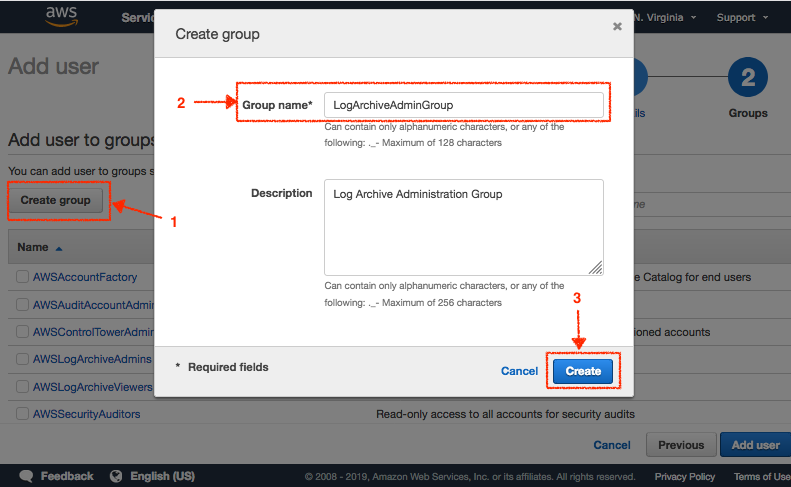 aws
Servic
N. Virginia
Support
Create group
Add user
2
ils
Groups
2
Group name*
LogArchiveAdminGroup
Can contain only alphanumeric characters, or any of the
following: ._- Maximum of 128 characters
Add user to groups
You can add user to groups s
Create group
1
Description
Log Archive Administration Group
Can contain only alphanumeric characters, or any of the
following: ._- Maximum of 256 characters
Name
AWSAccountFactory
e Catalog for end users
AWSAuditAccountAdmin
AWSControlTowerAdmin
ioned accounts
AWSLogArchiveAdmins
AWSLogArchiveViewers
AWSSecurityAuditors
Read-only access to all accounts for security audits
3
* Required fields
Cancel
Create
Cancel
Previous
Add user
Feedback
English (US)
© 2008 - 2019, Amazon Web Services, Inc. or its affiliates. All rights reserved.
Privacy Policy
Terms of Use